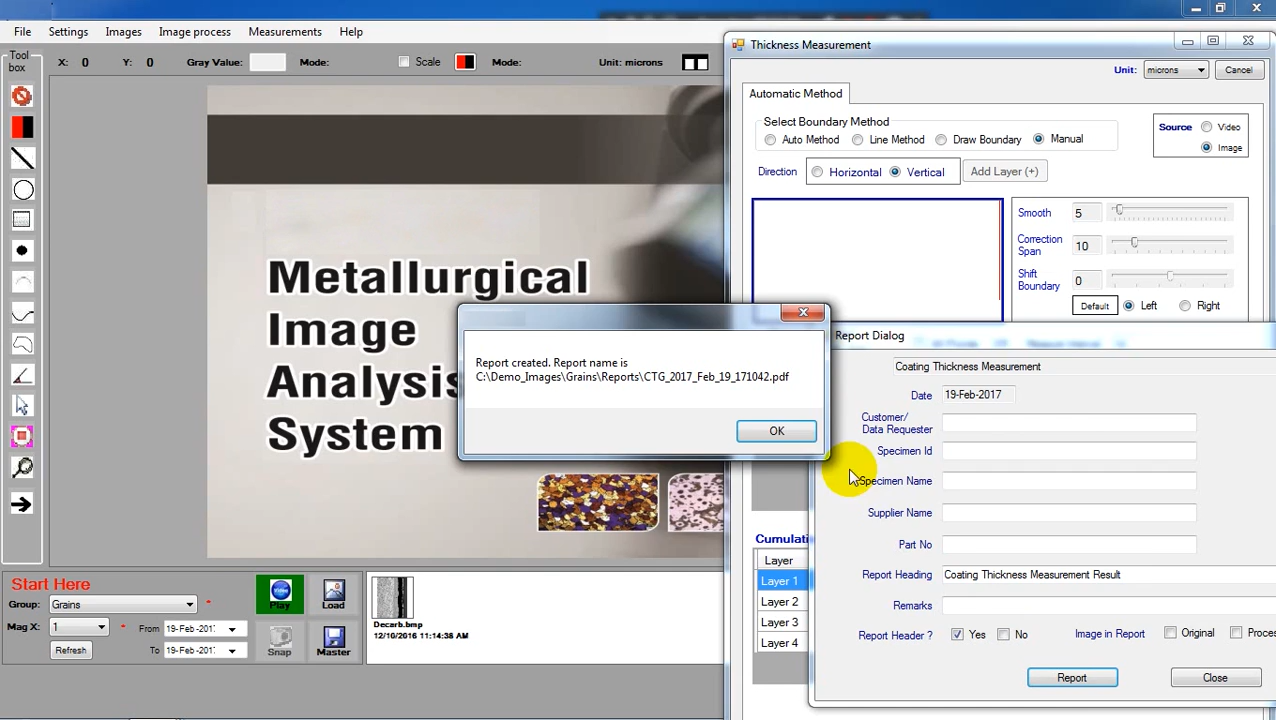 File Settings Images Image process Measurements Help
Tool box
X: 0 Y: 0 Gray Value: Mode: Scale Mode: Unit: microns
Metallurgical
Image
Analysis
System
Thickness Measurement
Unit: microns Cancel
Automatic Method
Select Boundary Method
Auto Method Line Method Draw Boundary Manual
Source Video
Image
Direction Horizontal Vertical Add Layer (+)
Smooth 5
Correction Span 10
Shift Boundary 0
Default Left Right
Report created. Report name is
C:\Demo_Images\Grains\Reports\CTG_2017_Feb_19_171042.pdf
OK
Report Dialog
Coating Thickness Measurement
Date 19-Feb-2017
Customer/
Data Requester
Specimen Id
Specimen Name
Supplier Name
Part No
Report Heading Coating Thickness Measurement Result
Remarks
Report Header ? Yes No Image in Report Original
Report Close
Layer
Layer 1
Layer 2
Layer 3
Layer 4
Start Here
Group: Grains *
Mag X: 1 * From 19-Feb-201
Refresh To 19-Feb-201
Play Load
Snap Master
Decarb.bmp
12/10/2016 11:14:38 AM